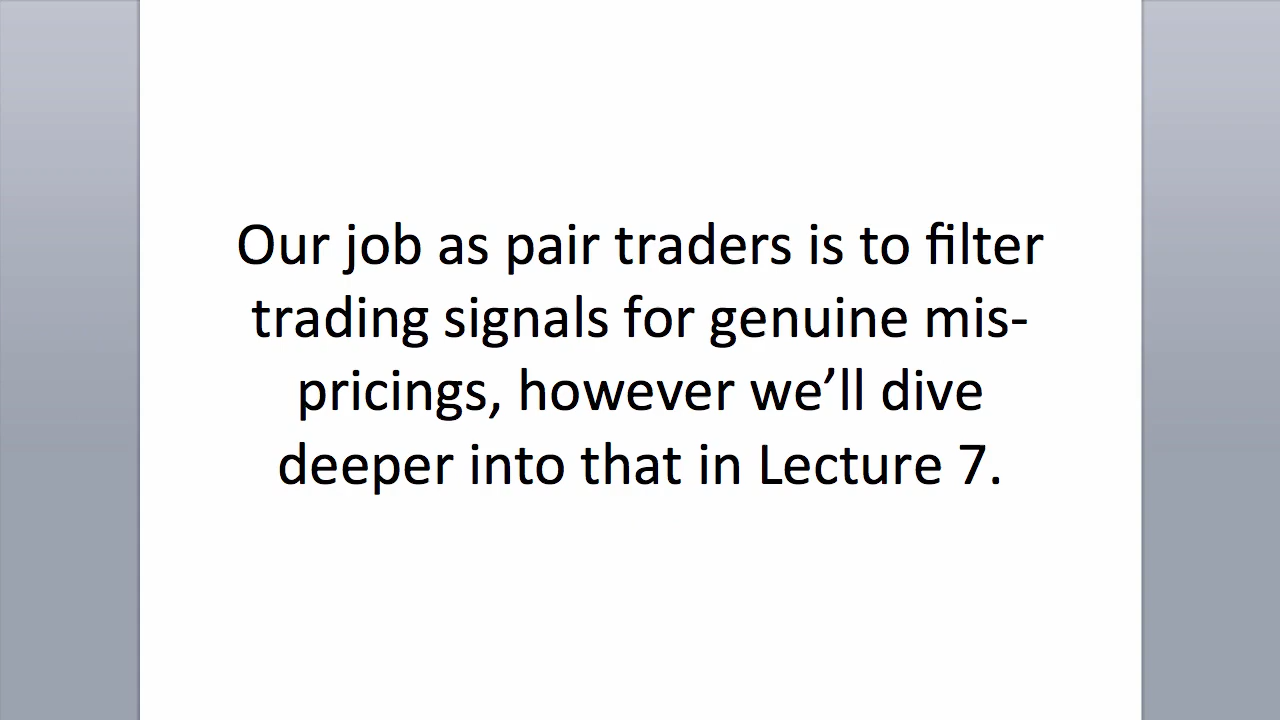 Our job as pair traders is to filter
trading signals for genuine mis-
pricings, however we’ll dive
deeper into that in Lecture 7.